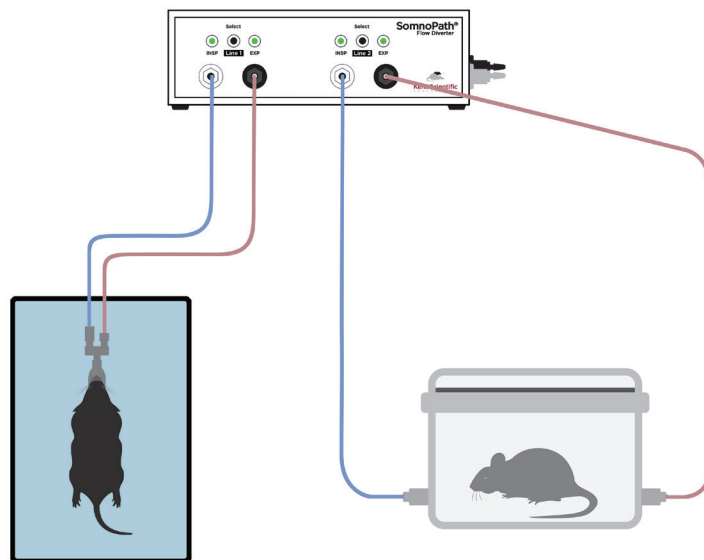 SomnoPath®
Flow Diverter
Select
INSP Line 1 EXP
Select
INSP Line 2 EXP